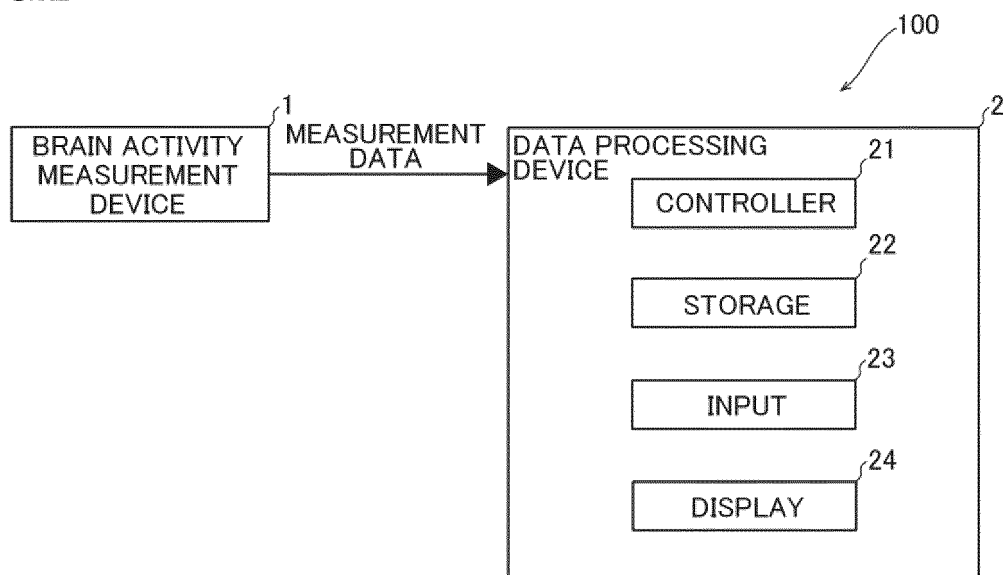 100
1
BRAIN ACTIVITY
MEASUREMENT
DEVICE
MEASUREMENT
DATA
2
DATA PROCESSING
DEVICE
21
CONTROLLER
22
STORAGE
23
INPUT
24
DISPLAY